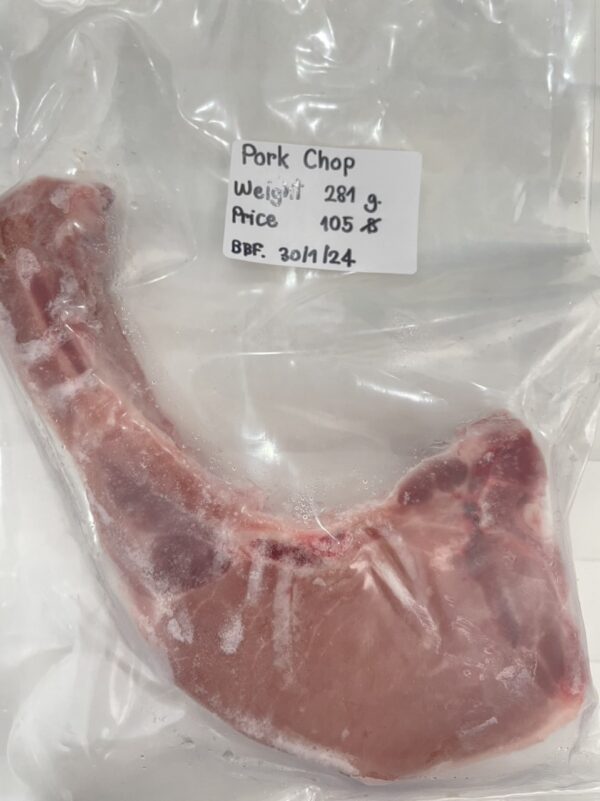 Pork Chop
Weight 281 g.
Price 105 ฿
BBF. 30/1/24